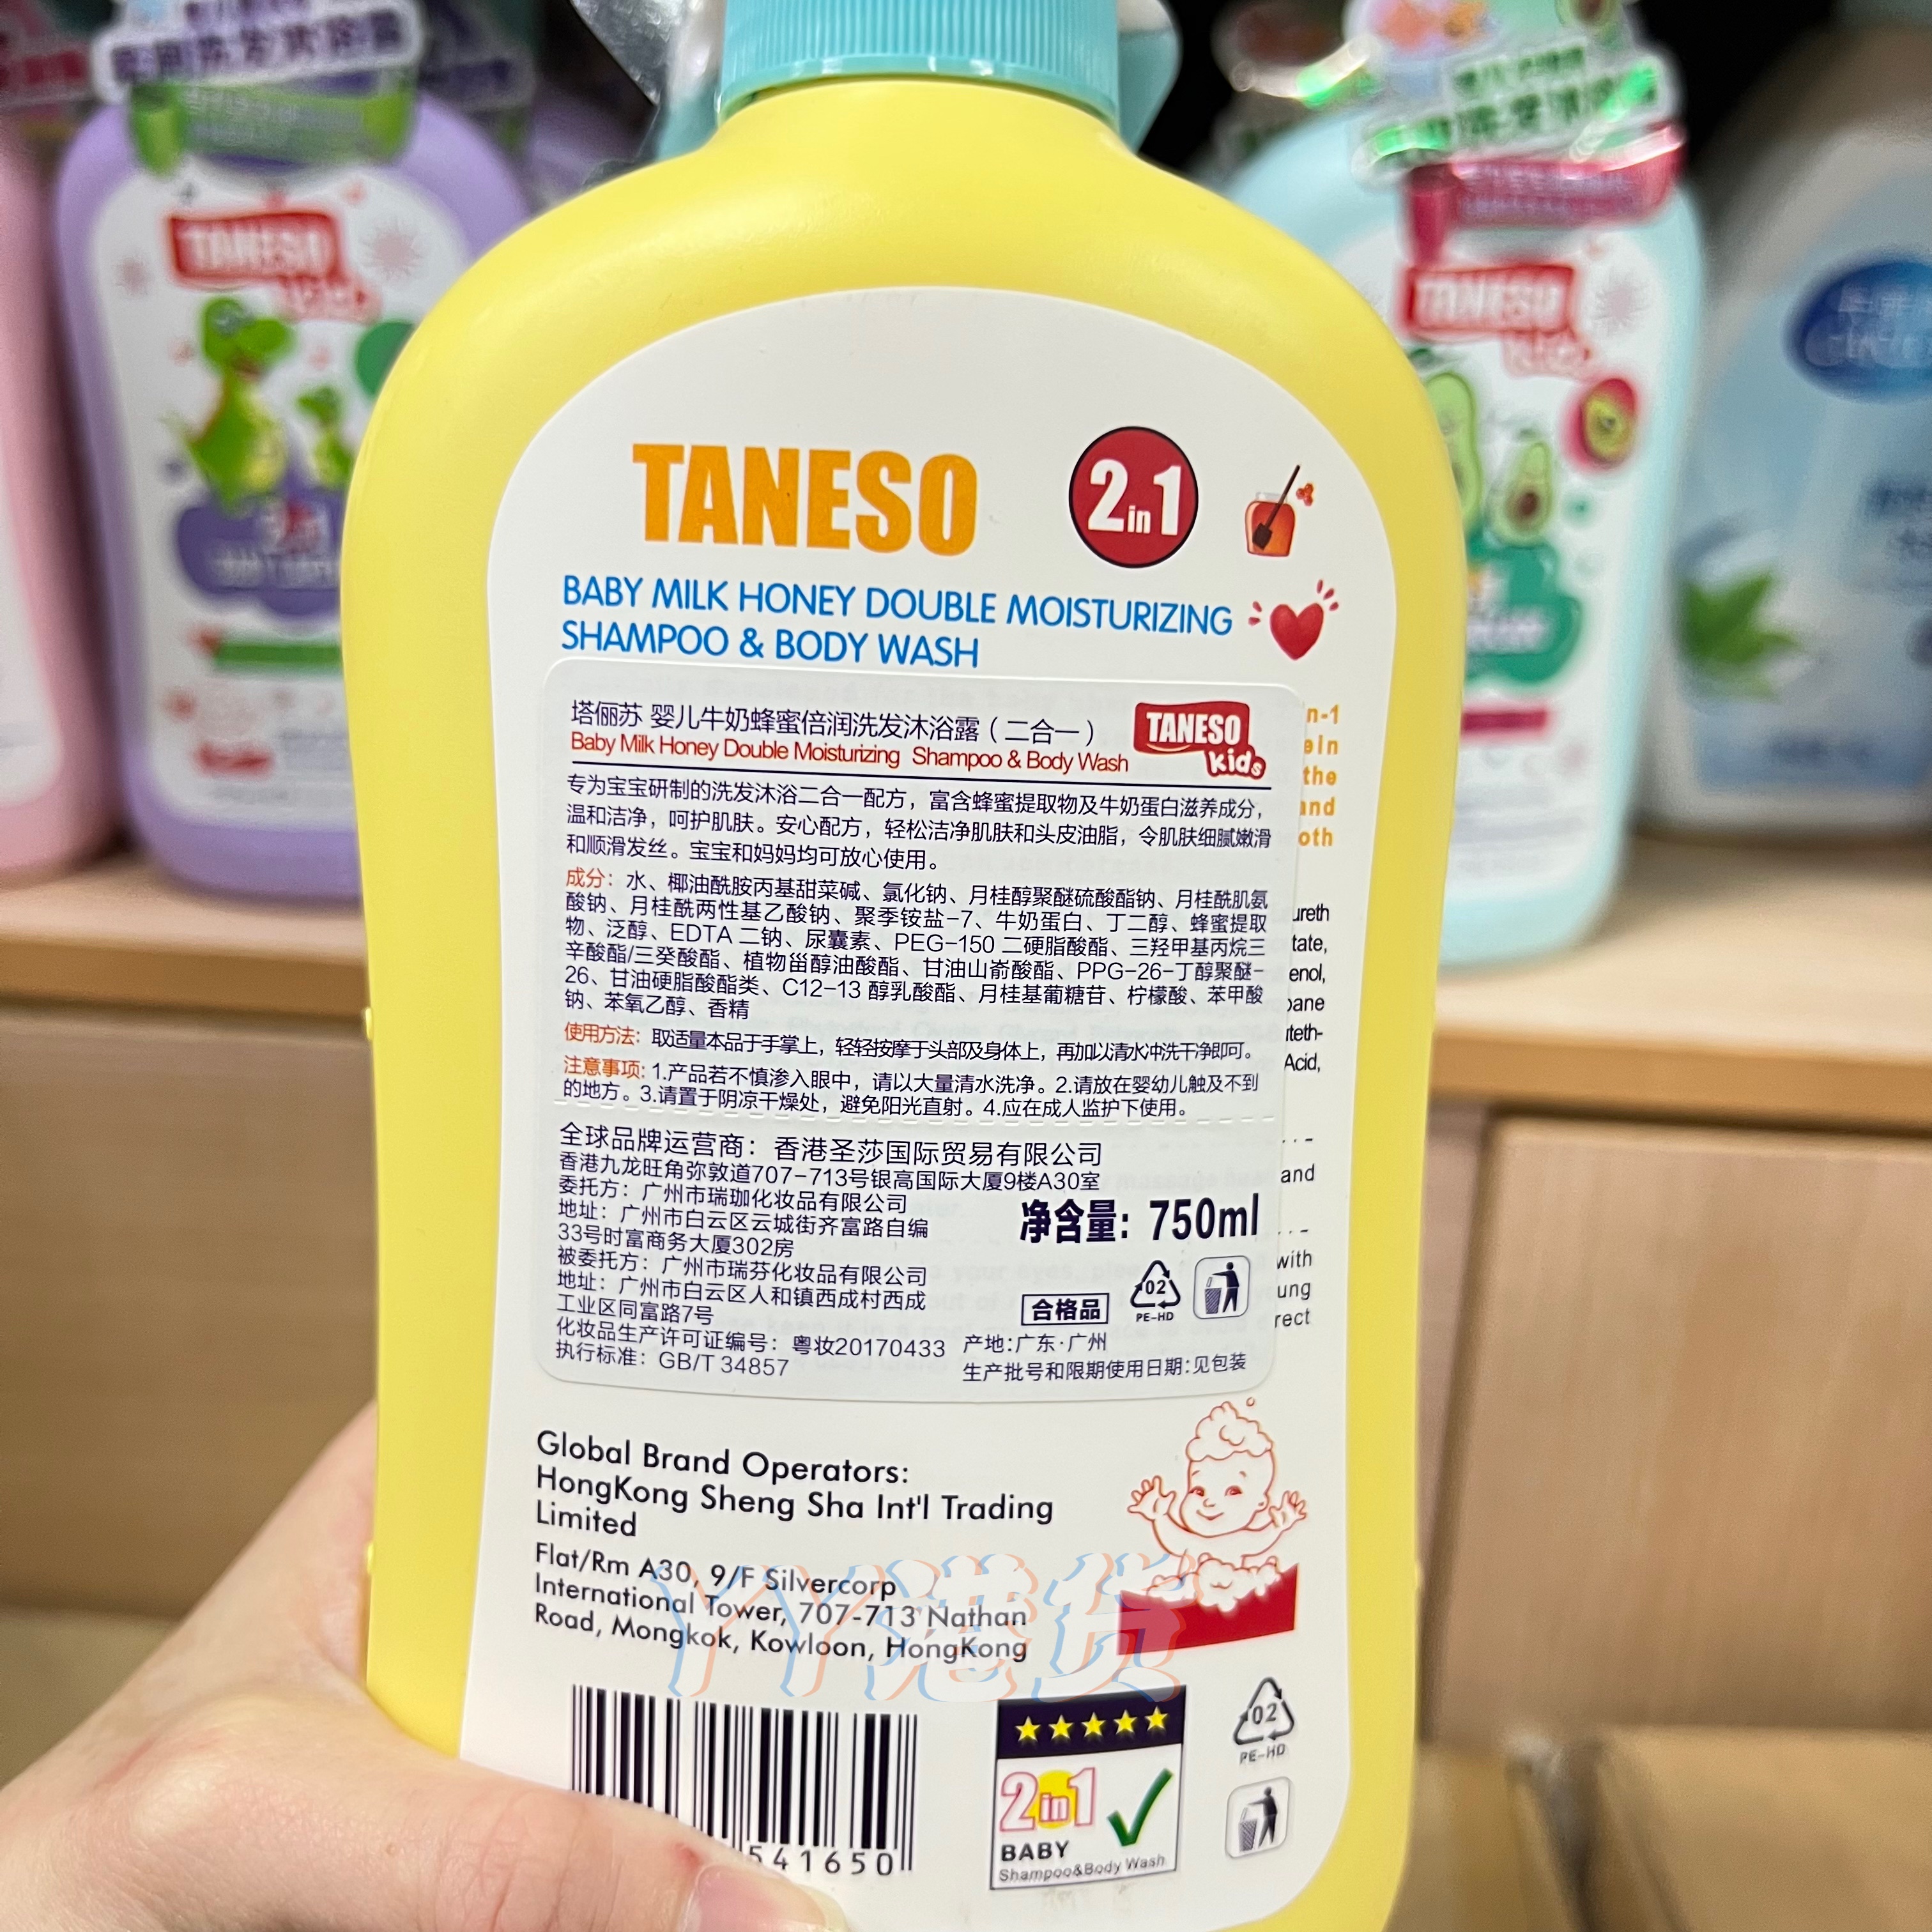 TANESO
2in1
BABY MILK HONEY DOUBLE MOISTURIZING
SHAMPOO & BODY WASH
塔俪苏 婴儿牛奶蜂蜜倍润洗发沐浴露（二合一）
Baby Milk Honey Double Moisturizing Shampoo & Body Wash
TANESO
kids
专为宝宝研制的洗发沐浴二合一配方，富含蜂蜜提取物及牛奶蛋白滋养成分，
温和洁净，呵护肌肤。安心配方，轻松洁净肌肤和头皮油脂，令肌肤细腻嫩滑
和顺滑发丝。宝宝和妈妈均可放心使用。
成分：水、椰油酰胺丙基甜菜碱、氯化钠、月桂醇聚醚硫酸酯钠、月桂酰肌氨
酸钠、月桂酰两性基乙酸钠、聚季铵盐-7、牛奶蛋白、丁二醇、蜂蜜提取
物、泛醇、EDTA 二钠、尿囊素、PEG-150 二硬脂酸酯、三羟甲基丙烷三
辛酸酯/三癸酸酯、植物甾醇油酸酯、甘油山嵛酸酯、PPG-26-丁醇聚醚-
26、甘油硬脂酸酯类、C12-13 醇乳酸酯、月桂基葡糖苷、柠檬酸、苯甲酸
钠、苯氧乙醇、香精
使用方法：取适量本品于手掌上，轻轻按摩于头部及身体上，再加以清水冲洗干净即可。
注意事项: 1.产品若不慎渗入眼中，请以大量清水洗净。2.请放在婴幼儿触及不到
的地方。3.请置于阴凉干燥处，避免阳光直射。4.应在成人监护下使用。
全球品牌运营商：香港圣莎国际贸易有限公司
香港九龙旺角弥敦道707-713号银高国际大厦9楼A30室
委托方：广州市瑞珈化妆品有限公司
地址：广州市白云区云城街齐富路自编
33号时富商务大厦302房
被委托方：广州市瑞芬化妆品有限公司
地址：广州市白云区人和镇西成村西成
工业区同富路7号
化妆品生产许可证编号：粤妆20170433
执行标准：GB/T 34857
净含量: 750ml
合格品
02
PE-HD
产地:广东·广州
生产批号和限期使用日期:见包装
n-1
ein
the
and
oth
ureth
tate,
enol,
pane
uteth-
Acid,
and
with
ung
rect
Global Brand Operators:
HongKong Sheng Sha Int'l Trading
Limited
Flat/Rm A30, 9/F Silvercorp
International Tower, 707-713 Nathan
Road, Mongkok, Kowloon, HongKong
YY港货
541650
2in1
BABY
Shampoo&Body Wash
02
PE-HD
TANESO
kids
TANESO
kids